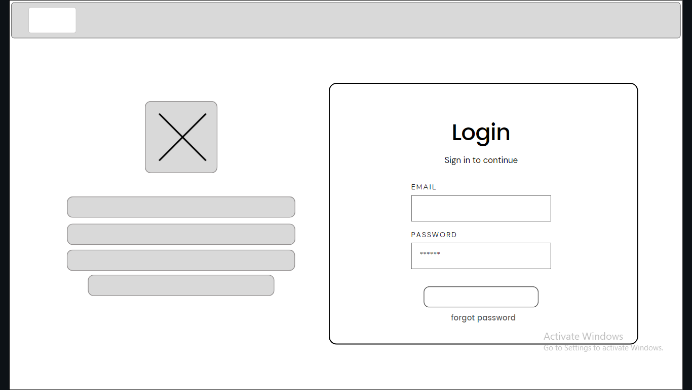 Login
Sign in to continue
EMAIL
PASSWORD
******
forgot password
Activate Windows
Go to Settings to activate Windows.